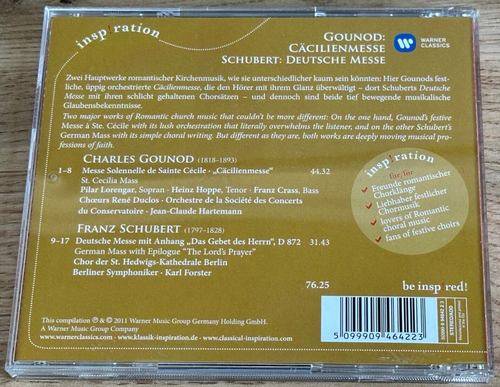 insp!ration
GOUNOD:
CÄCILIENMESSE
SCHUBERT: DEUTSCHE MESSE
WARNER
CLASSICS
Zwei Hauptwerke romantischer Kirchenmusik, wie sie unterschiedlicher kaum sein könnten: Hier Gounods fest-
liche, üppig orchestrierte Cäcilienmesse, die den Hörer mit ihrem Glanz überwältigt – dort Schuberts Deutsche
Messe mit ihren schlicht gehaltenen Chorsätzen – und dennoch sind beide tief bewegende musikalische
Glaubensbekenntnisse.
Two major works of Romantic church music that couldn't be more different: On the one hand, Gounod's festive
Messe à Ste. Cécile with its lush orchestration that literally overwhelms the listener, and on the other Schubert's
German Mass with its simple choral writing. But different as they are, both works are deeply moving musical pro-
fessions of faith.
CHARLES GOUNOD (1818-1893)
1–8 Messe Solennelle de Sainte Cécile · „Cäcilienmesse“ 44.32
St. Cecilia Mass
Pilar Lorengar, Sopran · Heinz Hoppe, Tenor · Franz Crass, Bass
Chœurs René Duclos · Orchestre de la Société des Concerts
du Conservatoire · Jean-Claude Hartemann
FRANZ SCHUBERT (1797-1828)
9–17 Deutsche Messe mit Anhang „Das Gebet des Herrn“, D 872 31.43
German Mass with Epilogue “The Lord's Prayer”
Chor der St. Hedwigs-Kathedrale Berlin
Berliner Symphoniker · Karl Forster
76.25
insp!ration
für/for
Freunde romantischer
Chorklänge
Liebhaber festlicher
Chormusik
lovers of Romantic
choral music
fans of festive choirs
be insp!red!
This compilation ℗ & © 2011 Warner Music Group Germany Holding GmbH.
A Warner Music Group Company
www.warnerclassics.com · www.klassik-inspiration.de · www.classical-inspiration.com
5 099909 464223
STEREO/ADD